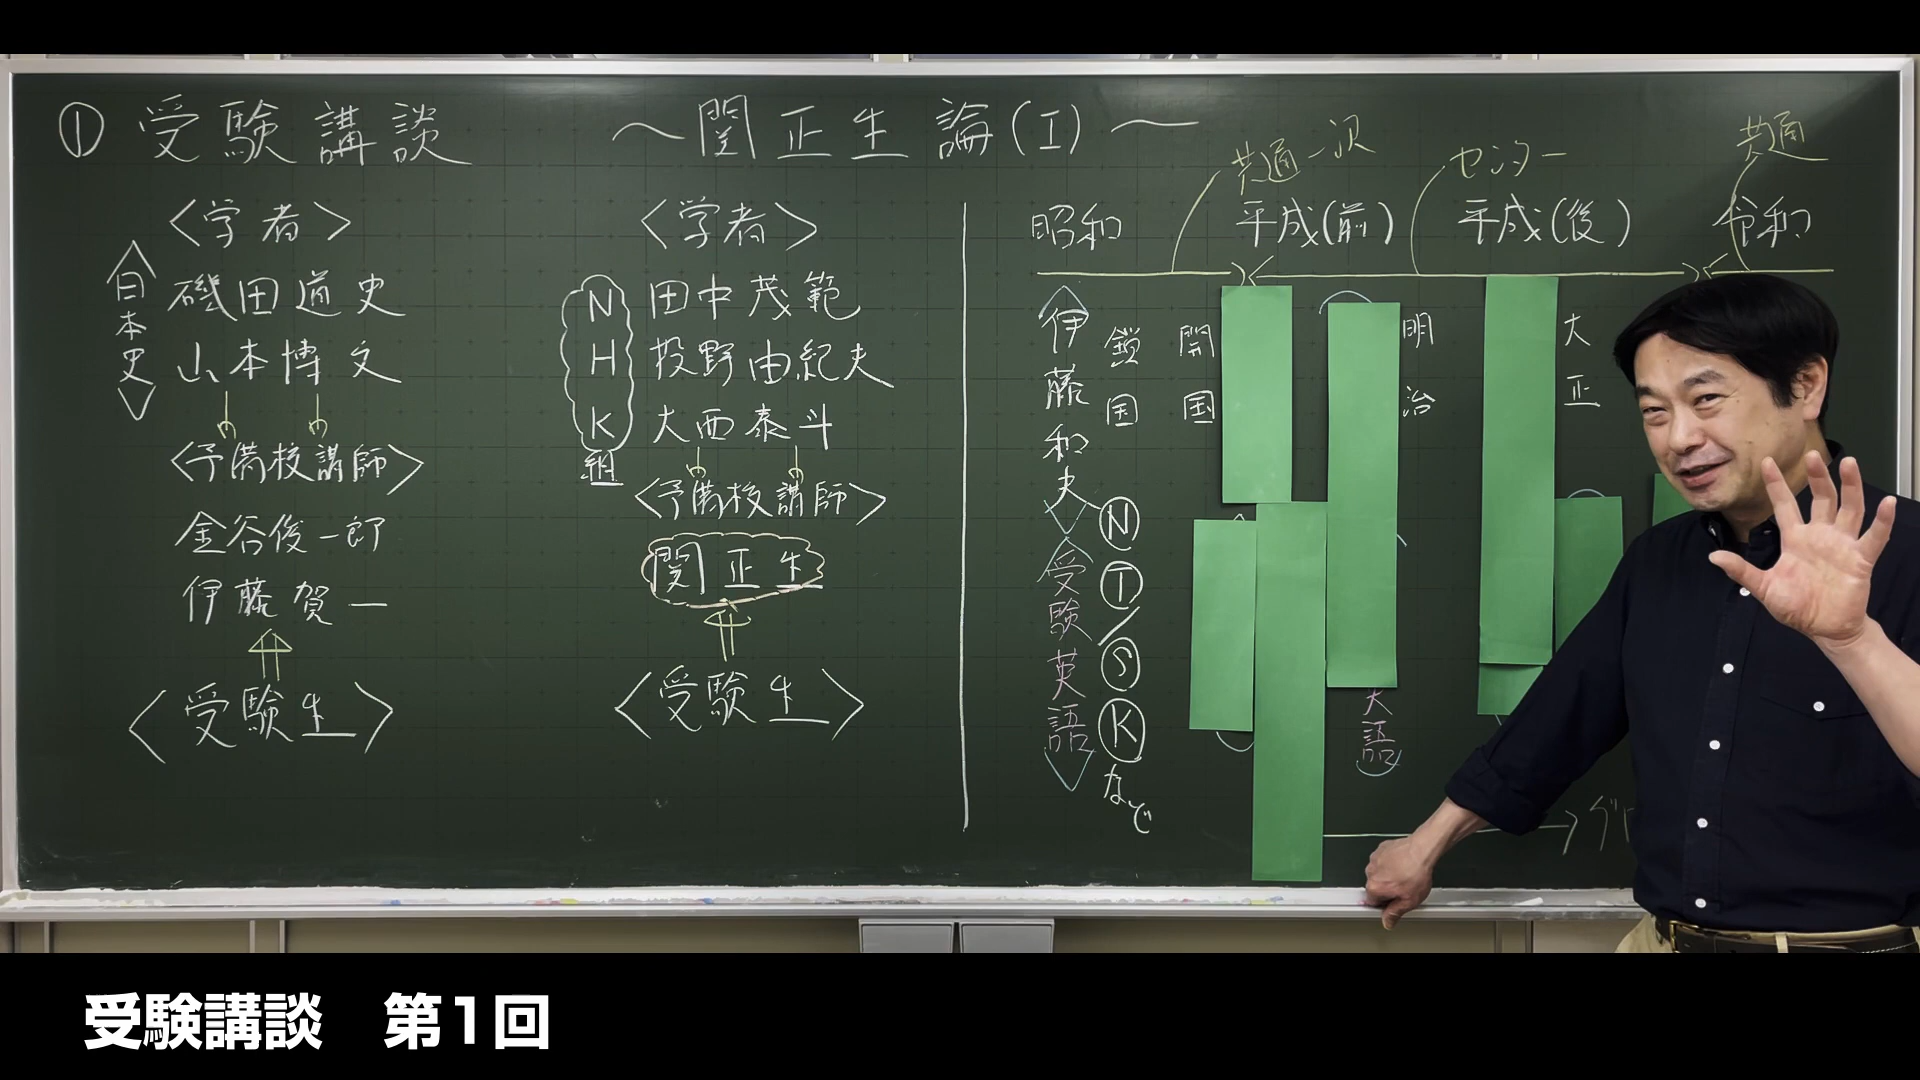 ① 受験講談 〜関正生論(Ⅰ)〜
〈学者〉
〈日本史〉
磯田道史
山本博文
〈予備校講師〉
金谷俊一郎
伊藤賀一
〈受験生〉
〈学者〉
NHK組
田中茂範
投野由紀夫
大西泰斗
〈予備校講師〉
関正生
〈受験生〉
共通一次
センター
共通
昭和
平成(前)
平成(後)
令和
〈伊藤和夫〉
受験英語
鎖国
開国
明治
大正
Ⓝ
Ⓣ/Ⓢ
Ⓚ
など
語
受験講談 第1回